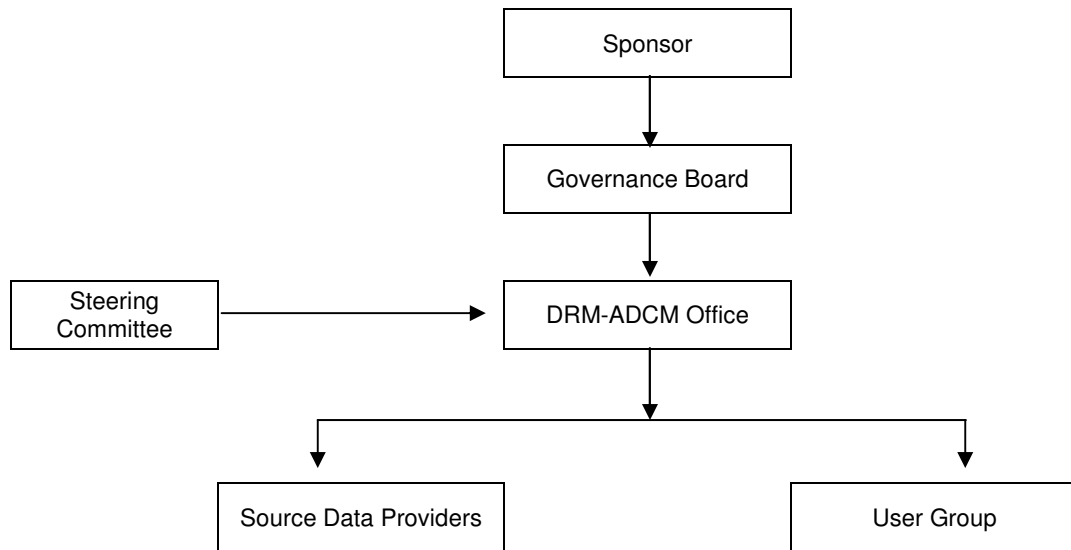 Sponsor
Governance Board
Steering
Committee
DRM-ADCM Office
Source Data Providers
User Group